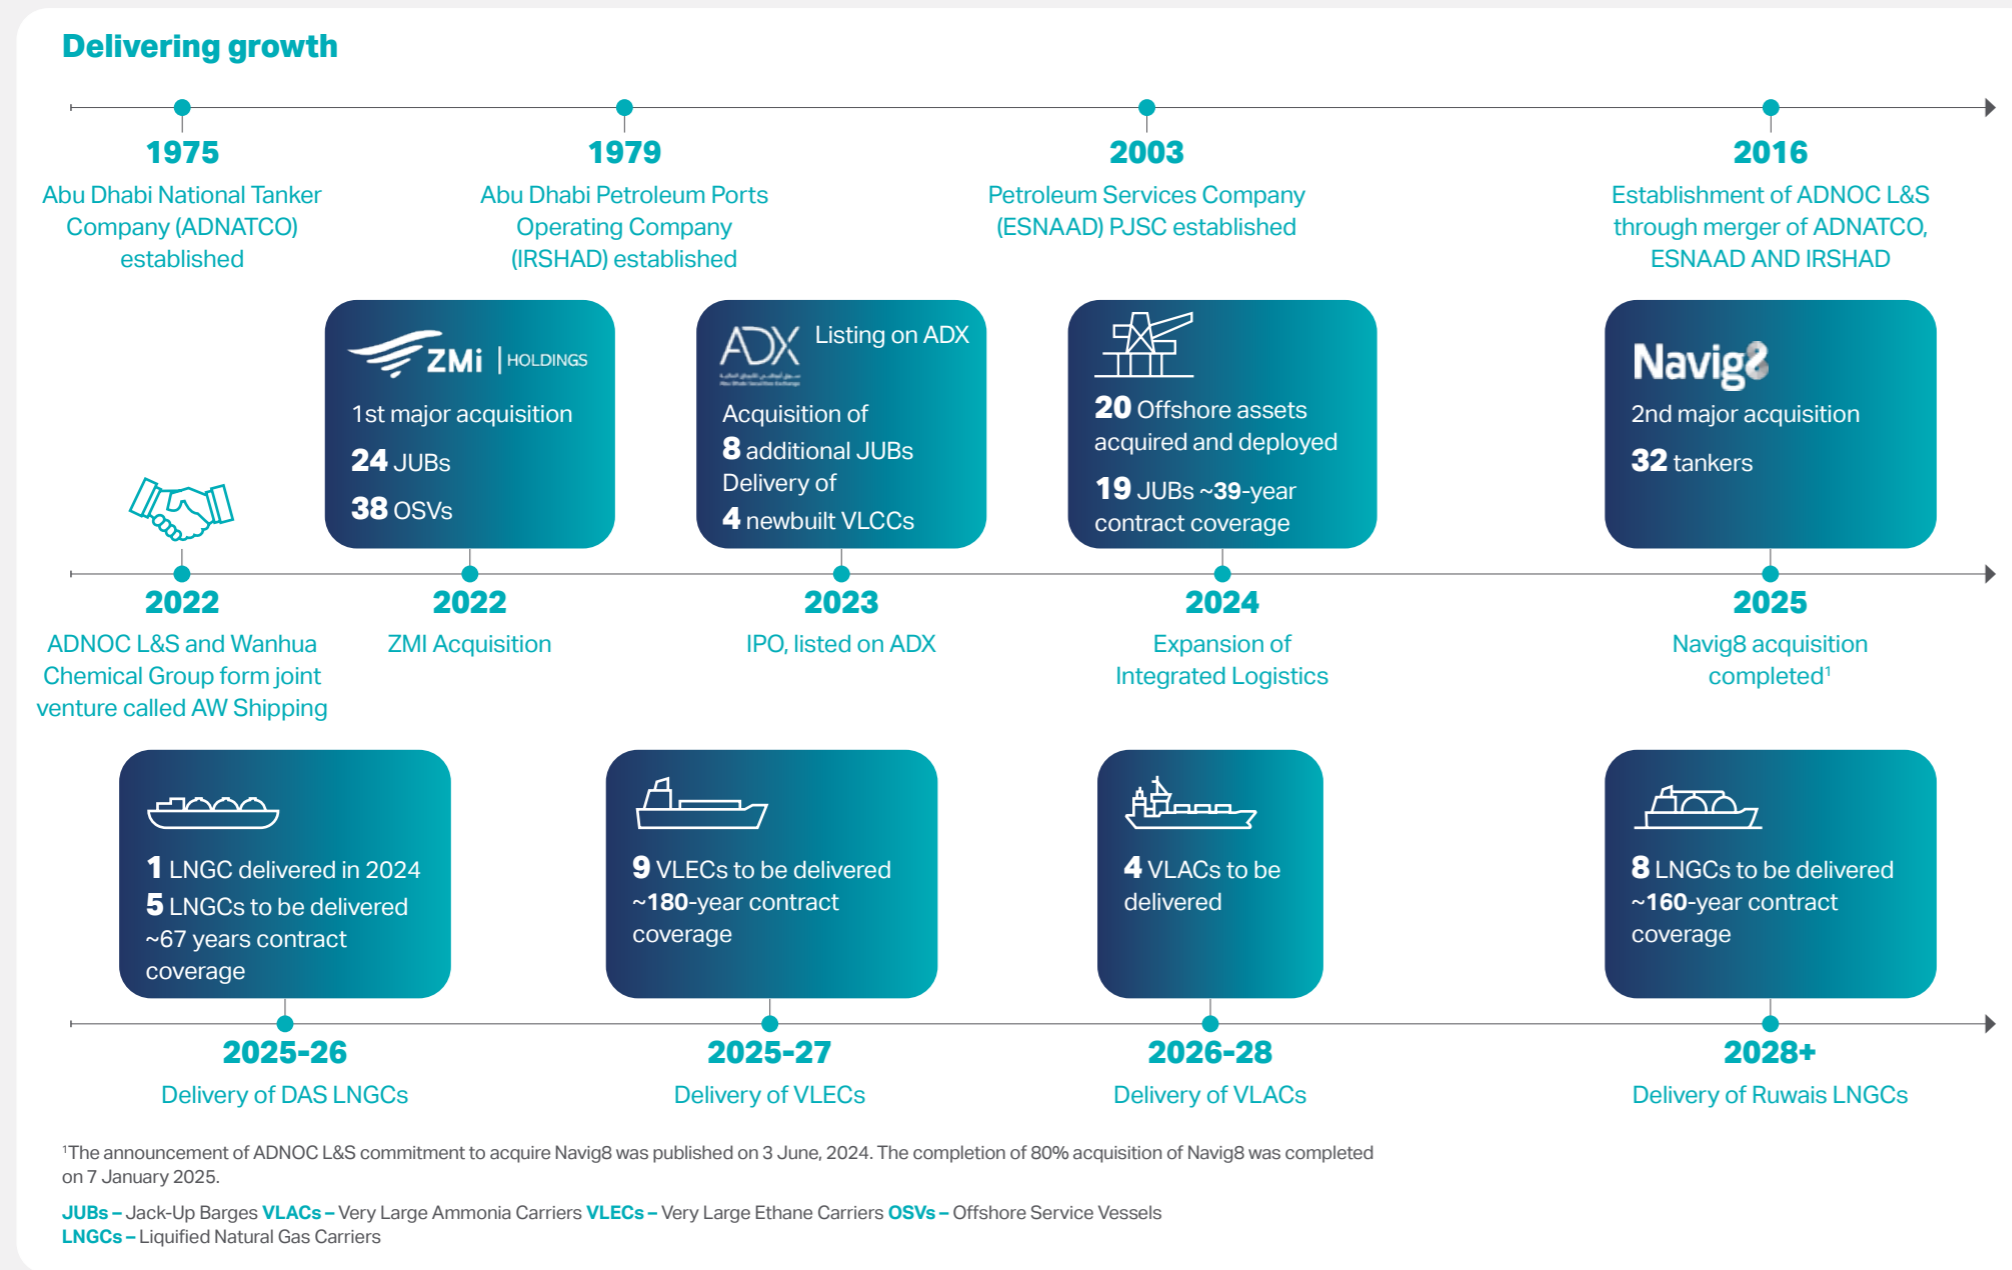 Delivering growth
1975
Abu Dhabi National Tanker
Company (ADNATCO)
established
1979
Abu Dhabi Petroleum Ports
Operating Company
(IRSHAD) established
2003
Petroleum Services Company
(ESNAAD) PJSC established
2016
Establishment of ADNOC L&S
through merger of ADNATCO,
ESNAAD AND IRSHAD
2022
ADNOC L&S and Wanhua
Chemical Group form joint
venture called AW Shipping
ZMi | HOLDINGS
1st major acquisition
24 JUBs
38 OSVs
2022
ZMI Acquisition
ADX
Abu Dhabi Securities Exchange
Listing on ADX
Acquisition of
8 additional JUBs
Delivery of
4 newbuilt VLCCs
2023
IPO, listed on ADX
20 Offshore assets
acquired and deployed
19 JUBs ~39-year
contract coverage
2024
Expansion of
Integrated Logistics
Navig8
2nd major acquisition
32 tankers
2025
Navig8 acquisition
completed¹
1 LNGC delivered in 2024
5 LNGCs to be delivered
~67 years contract
coverage
2025-26
Delivery of DAS LNGCs
9 VLECs to be delivered
~180-year contract
coverage
2025-27
Delivery of VLECs
4 VLACs to be
delivered
2026-28
Delivery of VLACs
8 LNGCs to be delivered
~160-year contract
coverage
2028+
Delivery of Ruwais LNGCs
¹The announcement of ADNOC L&S commitment to acquire Navig8 was published on 3 June, 2024. The completion of 80% acquisition of Navig8 was completed
on 7 January 2025.
JUBs – Jack-Up Barges VLACs – Very Large Ammonia Carriers VLECs – Very Large Ethane Carriers OSVs – Offshore Service Vessels
LNGCs – Liquified Natural Gas Carriers